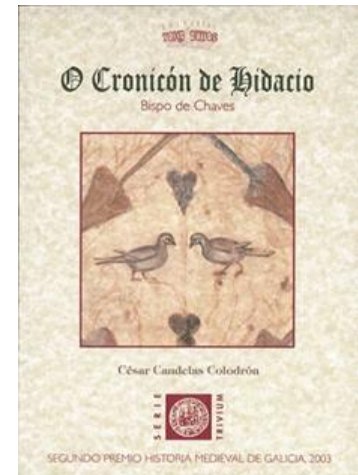 O Cronicón de Hidacio
Bispo de Chaves
César Candelas Colodrón
SERIE
TRIVIUM
SEGUNDO PREMIO HISTORIA MEDIEVAL DE GALICIA, 2003